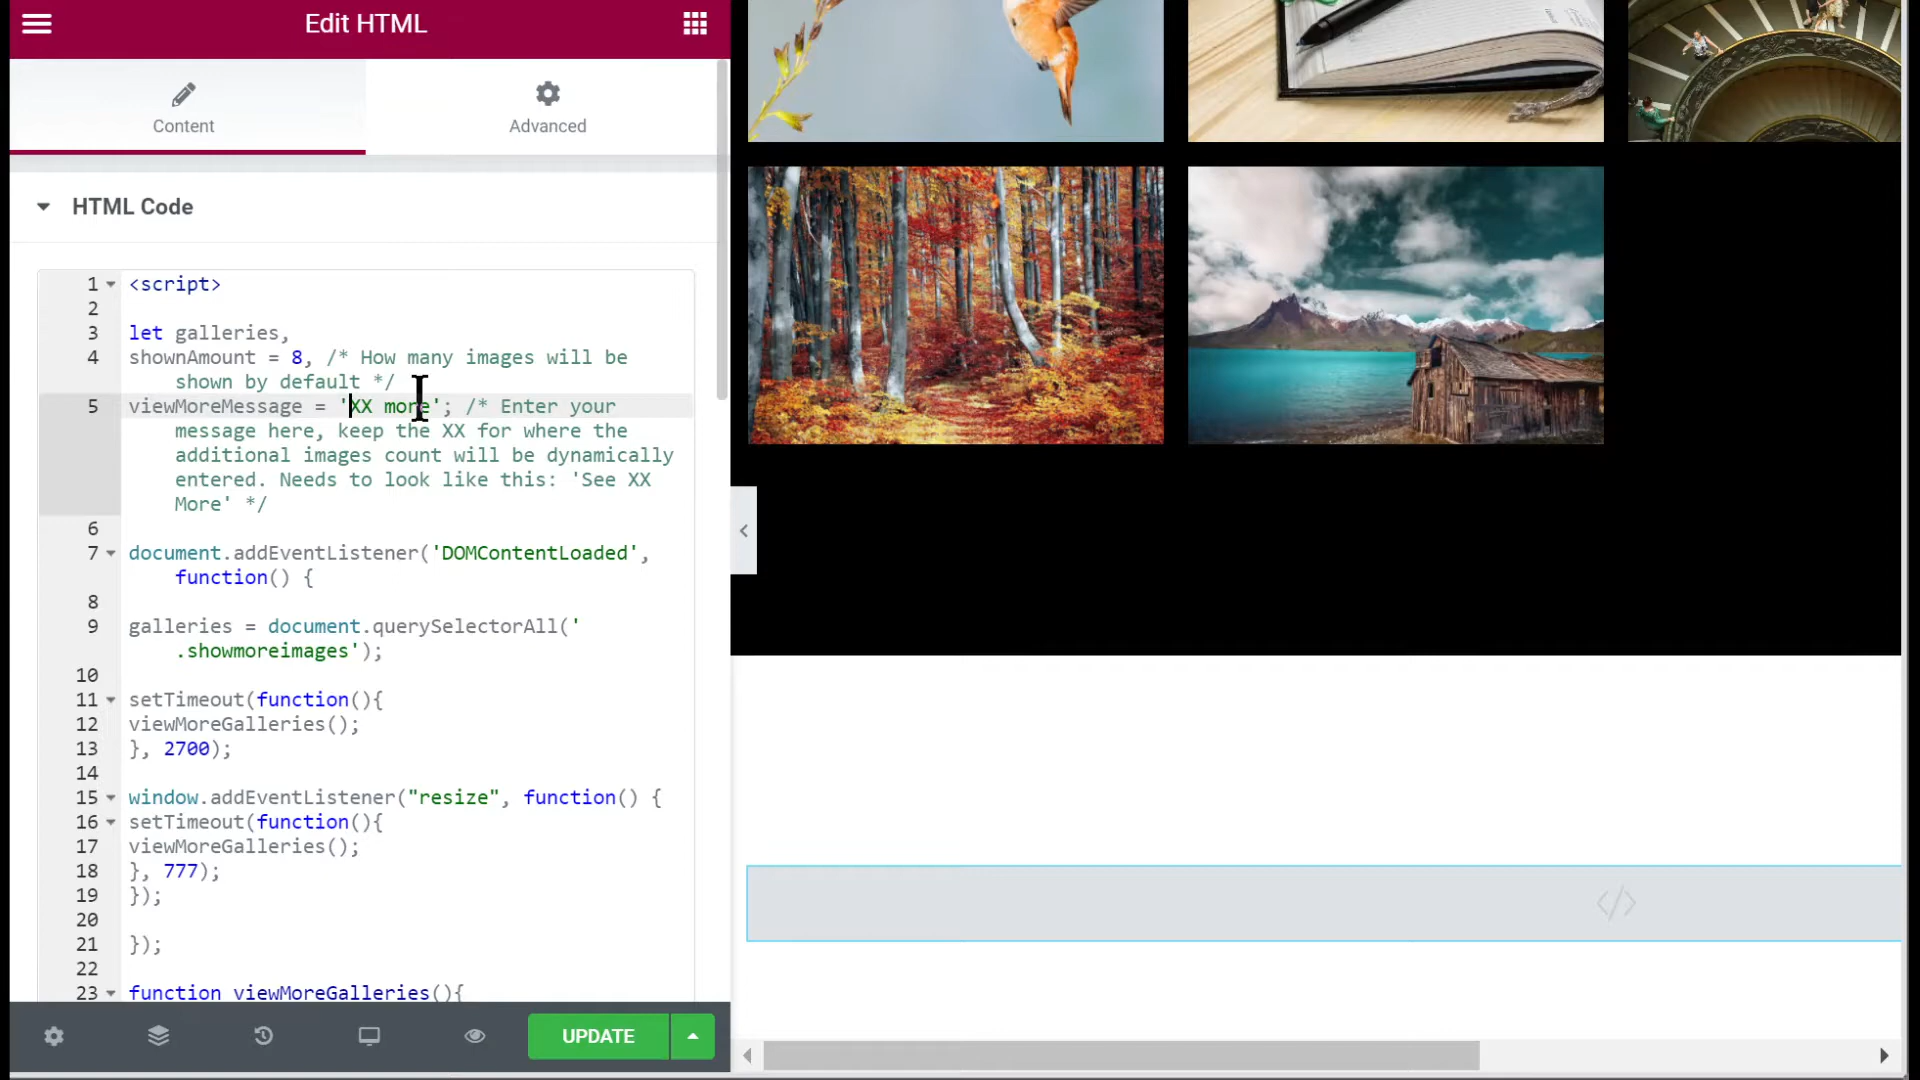 Edit HTML
Content
Advanced
HTML Code
1 <script>
2
3 let galleries,
4 shownAmount = 8, /* How many images will be
shown by default */
5 viewMoreMessage = 'XX more'; /* Enter your
message here, keep the XX for where the
additional images count will be dynamically
entered. Needs to look like this: 'See XX
More' */
6
7 document.addEventListener('DOMContentLoaded',
function() {
8
9 galleries = document.querySelectorAll('
.showmoreimages');
10
11 setTimeout(function(){
12 viewMoreGalleries();
13 }, 2700);
14
15 window.addEventListener("resize", function() {
16 setTimeout(function(){
17 viewMoreGalleries();
18 }, 777);
19 });
20
21 });
22
23 function viewMoreGalleries(){
UPDATE